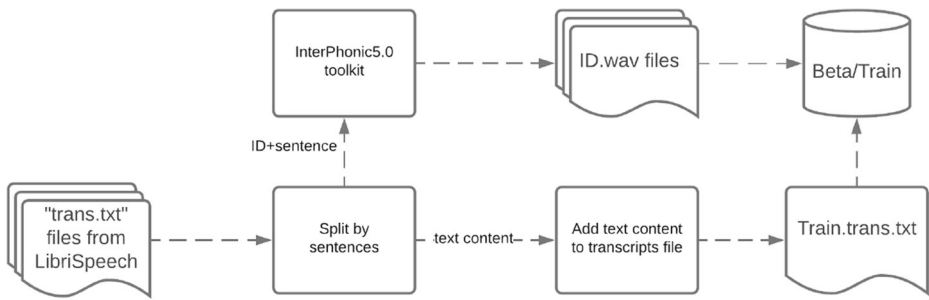 InterPhonic5.0
toolkit
ID.wav files
Beta/Train
ID+sentence
"trans.txt"
files from
LibriSpeech
Split by
sentences
text content
Add text content
to transcripts file
Train.trans.txt